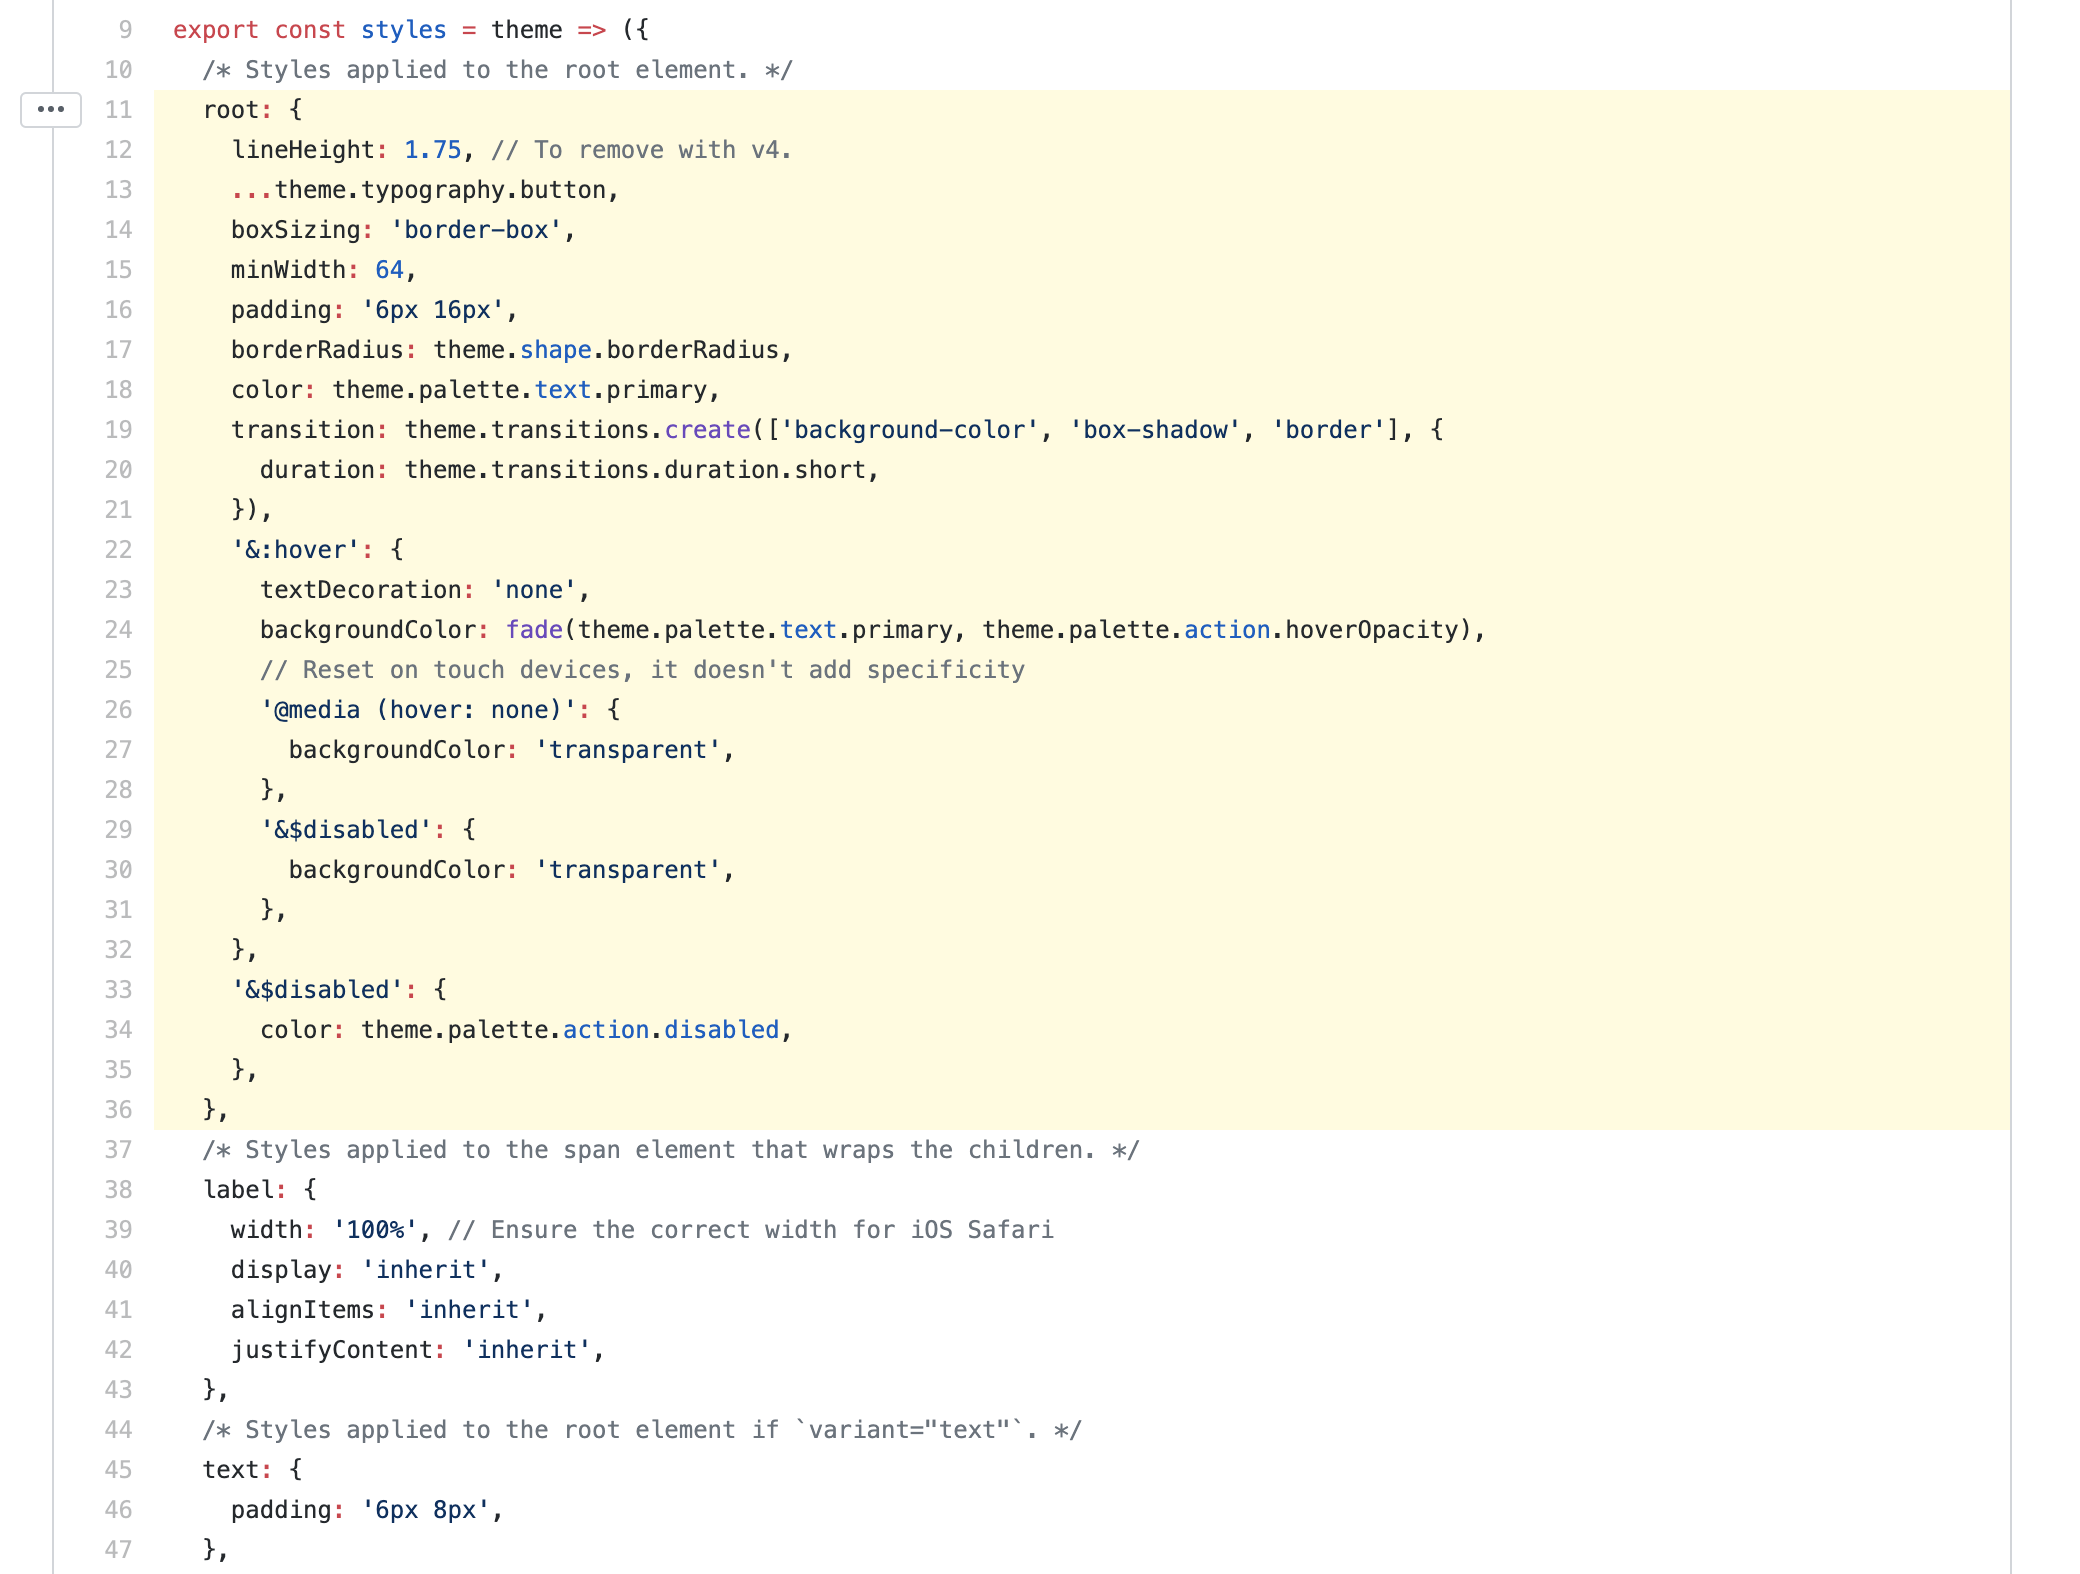 9 export const styles = theme => ({
10 /* Styles applied to the root element. */
11 root: {
12 lineHeight: 1.75, // To remove with v4.
13 ...theme.typography.button,
14 boxSizing: 'border-box',
15 minWidth: 64,
16 padding: '6px 16px',
17 borderRadius: theme.shape.borderRadius,
18 color: theme.palette.text.primary,
19 transition: theme.transitions.create(['background-color', 'box-shadow', 'border'], {
20 duration: theme.transitions.duration.short,
21 }),
22 '&:hover': {
23 textDecoration: 'none',
24 backgroundColor: fade(theme.palette.text.primary, theme.palette.action.hoverOpacity),
25 // Reset on touch devices, it doesn't add specificity
26 '@media (hover: none)': {
27 backgroundColor: 'transparent',
28 },
29 '&$disabled': {
30 backgroundColor: 'transparent',
31 },
32 },
33 '&$disabled': {
34 color: theme.palette.action.disabled,
35 },
36 },
37 /* Styles applied to the span element that wraps the children. */
38 label: {
39 width: '100%', // Ensure the correct width for iOS Safari
40 display: 'inherit',
41 alignItems: 'inherit',
42 justifyContent: 'inherit',
43 },
44 /* Styles applied to the root element if `variant="text"`. */
45 text: {
46 padding: '6px 8px',
47 },